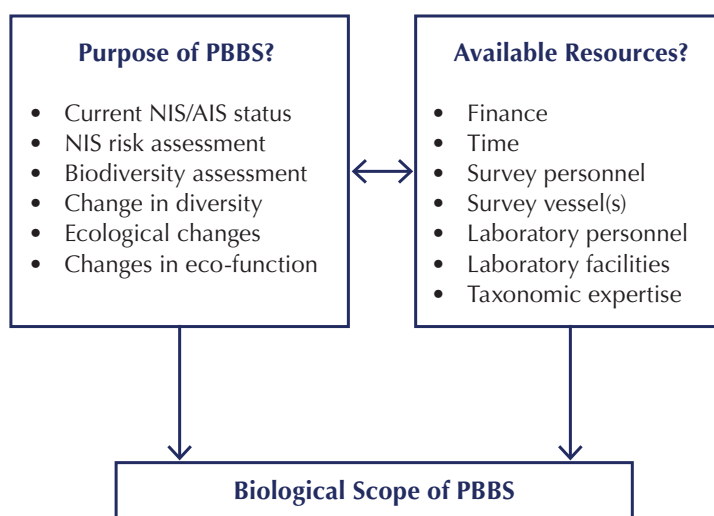 Purpose of PBBS?
• Current NIS/AIS status
• NIS risk assessment
• Biodiversity assessment
• Change in diversity
• Ecological changes
• Changes in eco-function
Available Resources?
• Finance
• Time
• Survey personnel
• Survey vessel(s)
• Laboratory personnel
• Laboratory facilities
• Taxonomic expertise
Biological Scope of PBBS